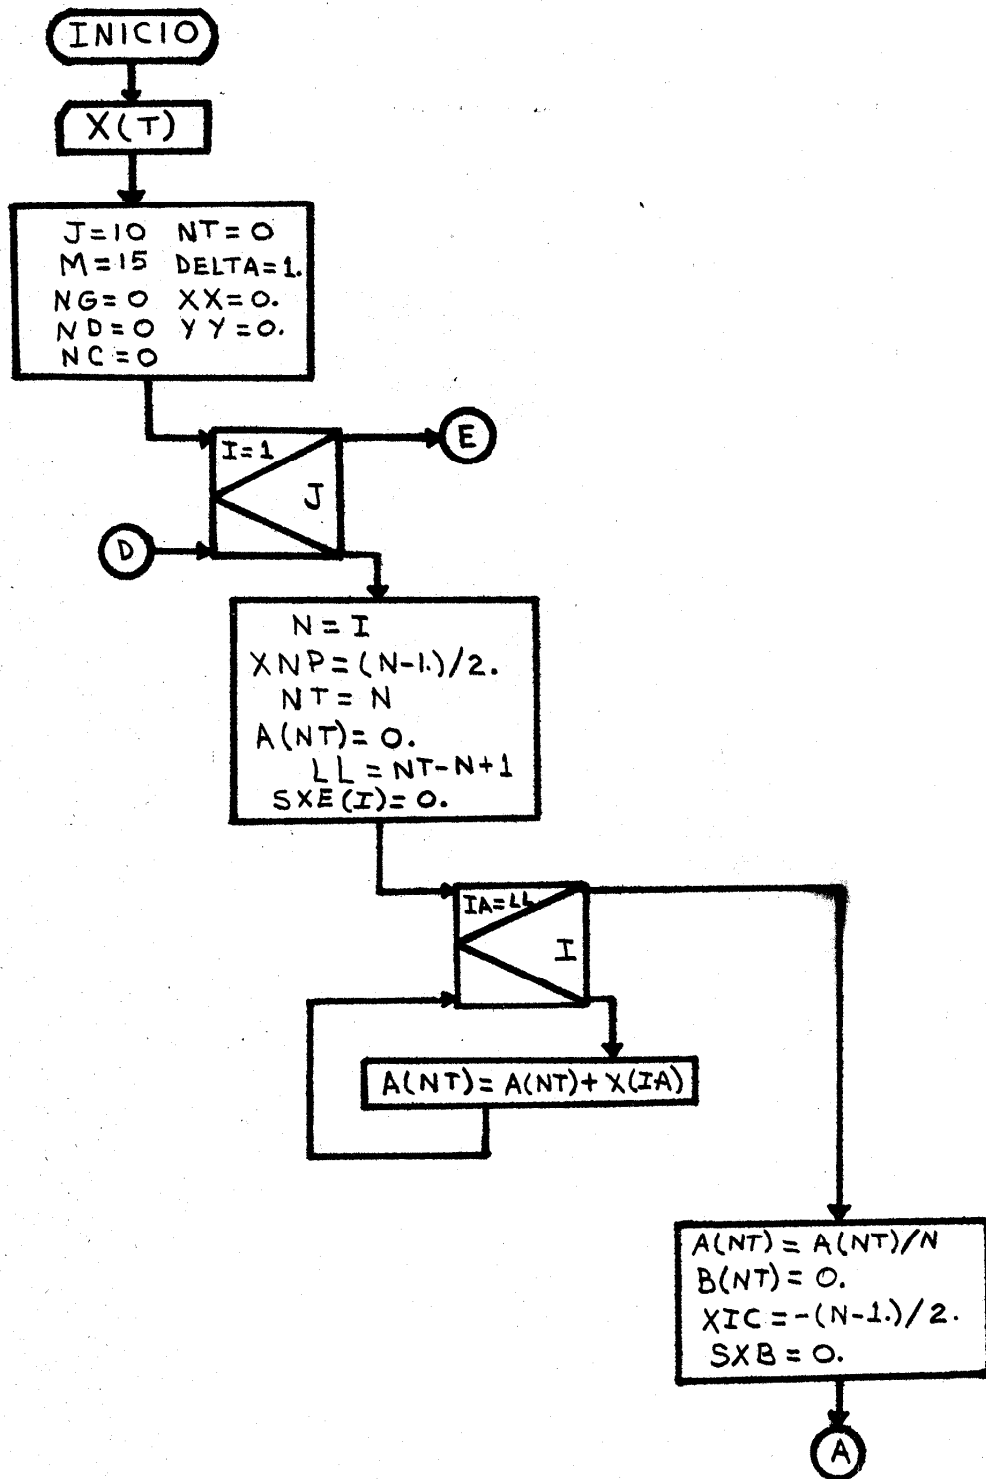 INICIO
X(T)
J=10 NT=0
M=15 DELTA=1.
NG=0 XX=0.
ND=0 YY=0.
NC=0
I=1
J
E
D
N=I
XNP=(N-1.)/2.
NT=N
A(NT)=0.
LL=NT-N+1
SXE(I)=0.
IA=LL
I
A(NT)=A(NT)+X(IA)
A(NT)=A(NT)/N
B(NT)=0.
XIC=-(N-1.)/2.
SXB=0.
A